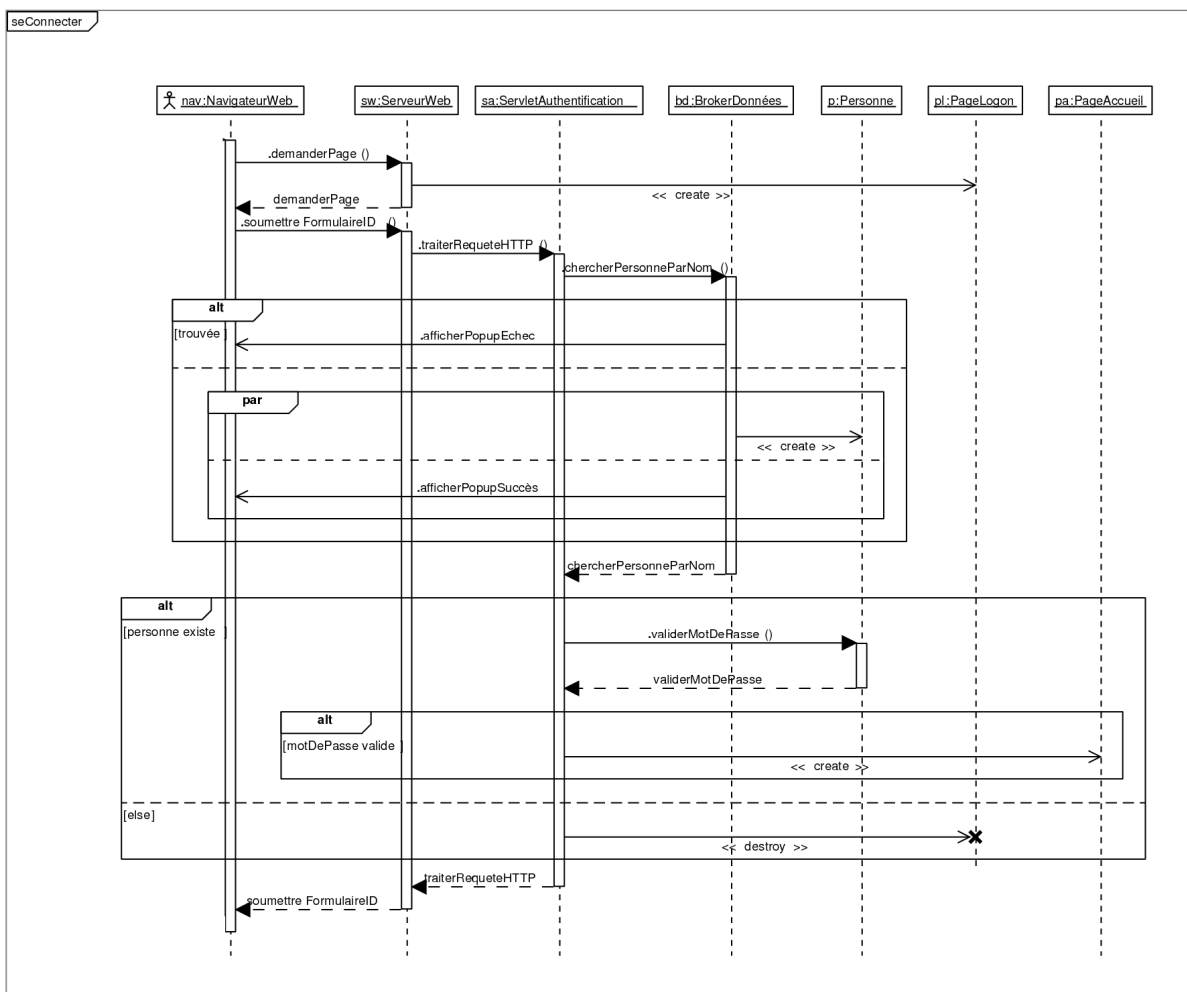 seConnecter
nav:NavigateurWeb
sw:ServeurWeb
sa:ServletAuthentification
bd:BrokerDonnées
p:Personne
pl:PageLogon
pa:PageAccueil
.demanderPage ()
<< create >>
demanderPage
.soumettre FormulaireID ()
.traiterRequeteHTTP ()
.chercherPersonneParNom ()
alt
[trouvée ]
.afficherPopupEchec
par
<< create >>
.afficherPopupSuccès
chercherPersonneParNom
alt
[personne existe ]
.validerMotDePasse ()
validerMotDePasse
alt
[motDePasse valide ]
<< create >>
[else]
<< destroy >>
traiterRequeteHTTP
soumettre FormulaireID